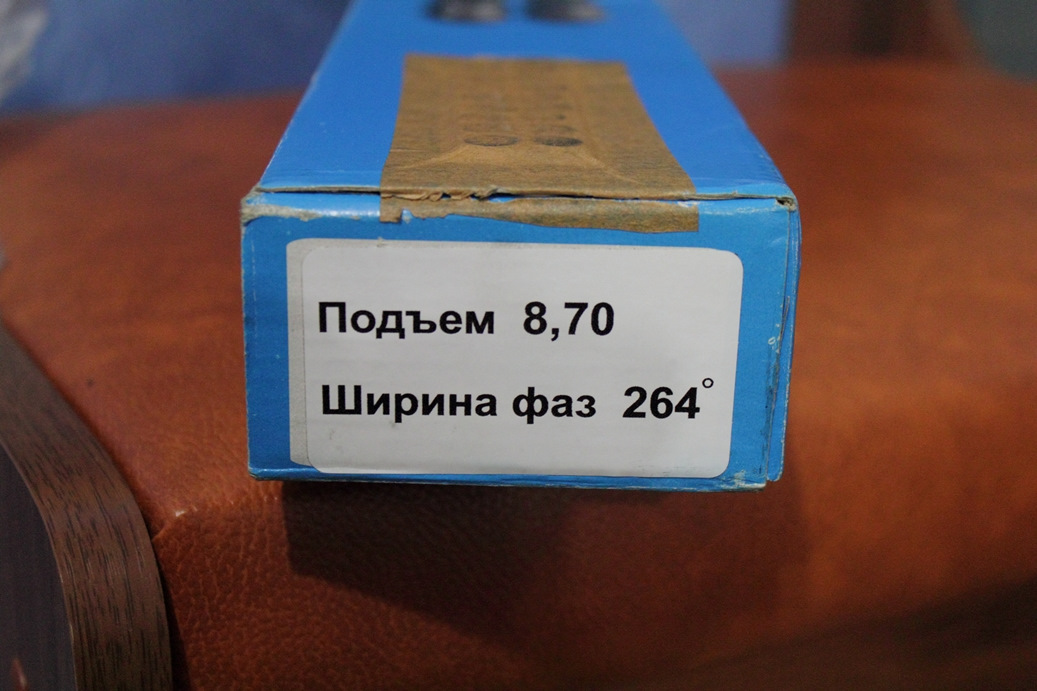 Подъем 8,70
Ширина фаз 264°